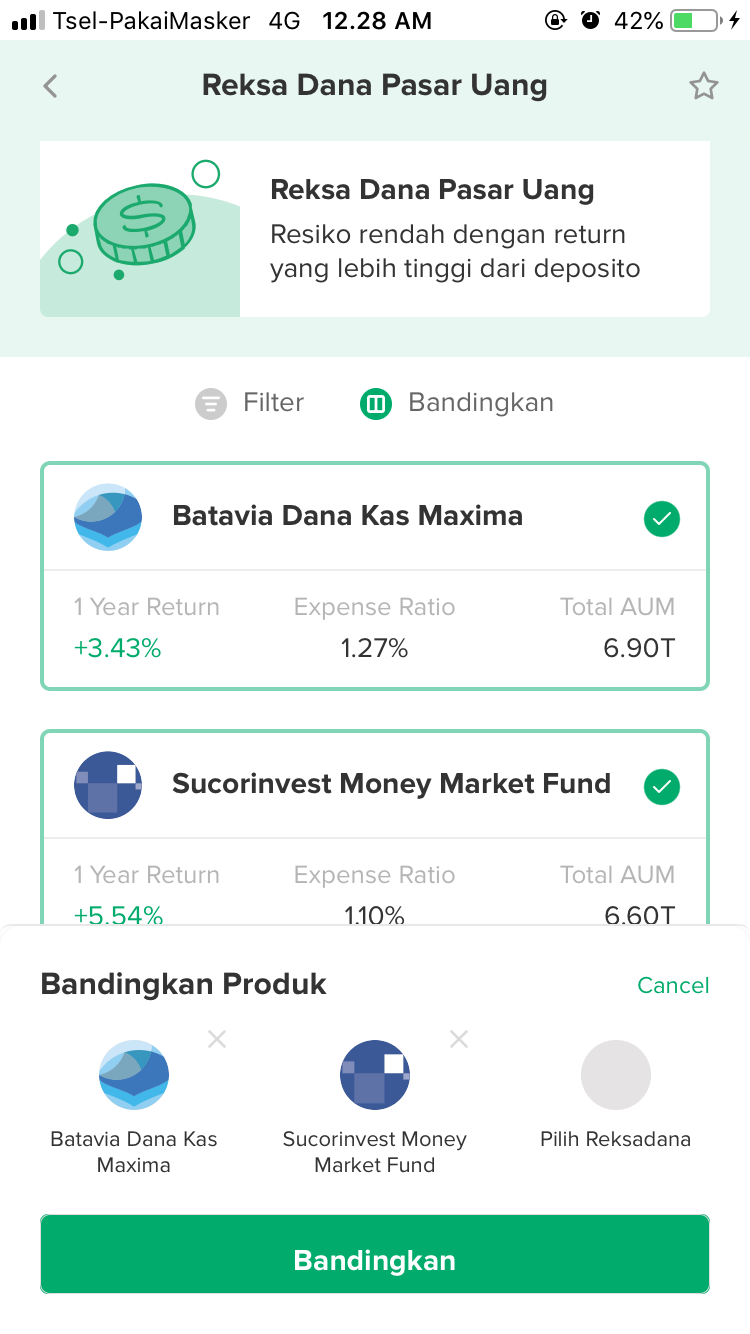 Tsel-PakaiMasker 4G 12.28 AM 42%
Reksa Dana Pasar Uang
Reksa Dana Pasar Uang
Resiko rendah dengan return
yang lebih tinggi dari deposito
Filter Bandingkan
Batavia Dana Kas Maxima
1 Year Return Expense Ratio Total AUM
+3.43% 1.27% 6.90T
Sucorinvest Money Market Fund
1 Year Return Expense Ratio Total AUM
+5.54% 1.10% 6.60T
Bandingkan Produk Cancel
Batavia Dana Kas Maxima
Sucorinvest Money Market Fund
Pilih Reksadana
Bandingkan